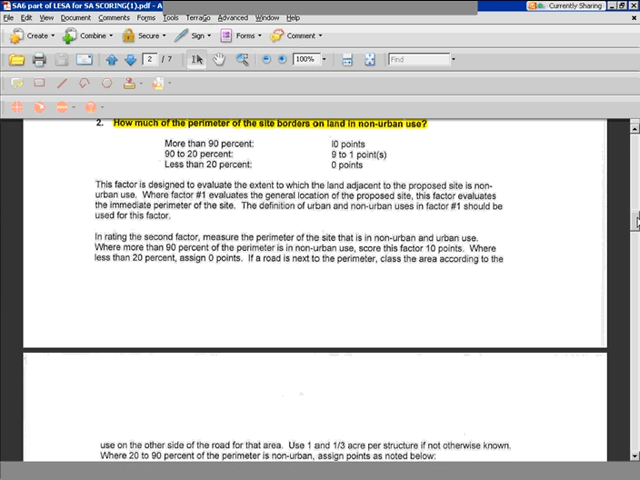 SA6 part of LESA for SA SCORING(1).pdf - A
Currently Sharing
File Edit View Document Comments Forms Tools TerraGo Advanced Window Help
Create Combine Secure Sign Forms Comment
2 / 7 100% Find
2. How much of the perimeter of the site borders on land in non-urban use?
More than 90 percent: l0 points
90 to 20 percent: 9 to 1 point(s)
Less than 20 percent: 0 points
This factor is designed to evaluate the extent to which the land adjacent to the proposed site is non-
urban use. Where factor #1 evaluates the general location of the proposed site, this factor evaluates
the immediate perimeter of the site. The definition of urban and non-urban uses in factor #1 should be
used for this factor.
In rating the second factor, measure the perimeter of the site that is in non-urban and urban use.
Where more than 90 percent of the perimeter is in non-urban use, score this factor 10 points. Where
less than 20 percent, assign 0 points. If a road is next to the perimeter, class the area according to the
use on the other side of the road for that area. Use 1 and 1/3 acre per structure if not otherwise known.
Where 20 to 90 percent of the perimeter is non-urban, assign points as noted below: